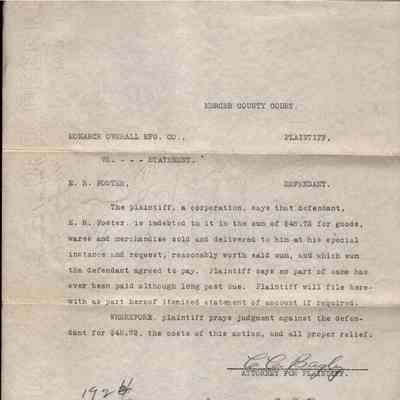 MERCER COUNTY COURT.
MONARCH OVERALL MFG. CO., PLAINTIFF,
VS. - - - STATEMENT.
E. R. FOSTER, DEFENDANT.
The plaintiff, a corporation, says that defendant,
E. R. Foster is indebted to it in the sum of $48.72 for goods,
wares and merchandise sold and delivered to him at his special
instance and request, reasonably worth said sum, and which sum
the defendant agreed to pay. Plaintiff says no part of same has
ever been paid although long past due. Plaintiff will file here-
with as part hereof itemized statement of account if required.
WHEREFORE, plaintiff prays judgment against the defen-
dant for $48.72, the costs of this action, and all proper relief.
C. C. Bagby
ATTORNEY FOR PLAINTIFF.
1924